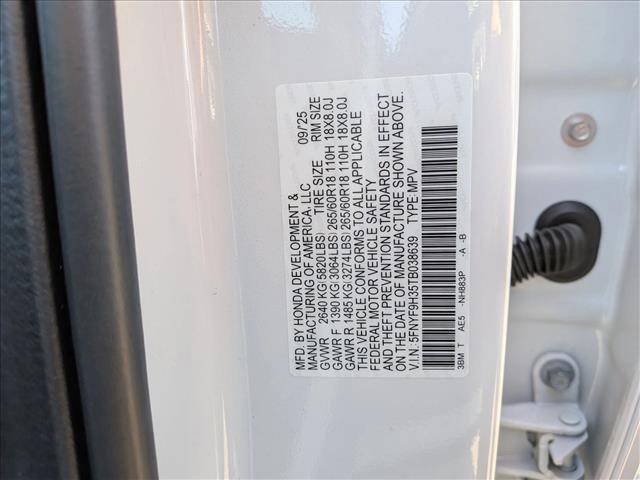 MFD. BY HONDA DEVELOPMENT &
MANUFACTURING OF AMERICA, LLC 09/25
GVWR 2640KG(5820LBS) TIRE SIZE RIM SIZE
GAWR F 1390 KG(3064LBS) 265/60R18 110H 18X8.0J
GAWR R 1485 KG(3274LBS) 265/60R18 110H 18X8.0J
THIS VEHICLE CONFORMS TO ALL APPLICABLE
FEDERAL MOTOR VEHICLE SAFETY
AND THEFT PREVENTION STANDARDS IN EFFECT
ON THE DATE OF MANUFACTURE SHOWN ABOVE.
V.I.N: 5FNYF9H35TB038639 TYPE: MPV
3BM T AE5 -NH883P -A -B